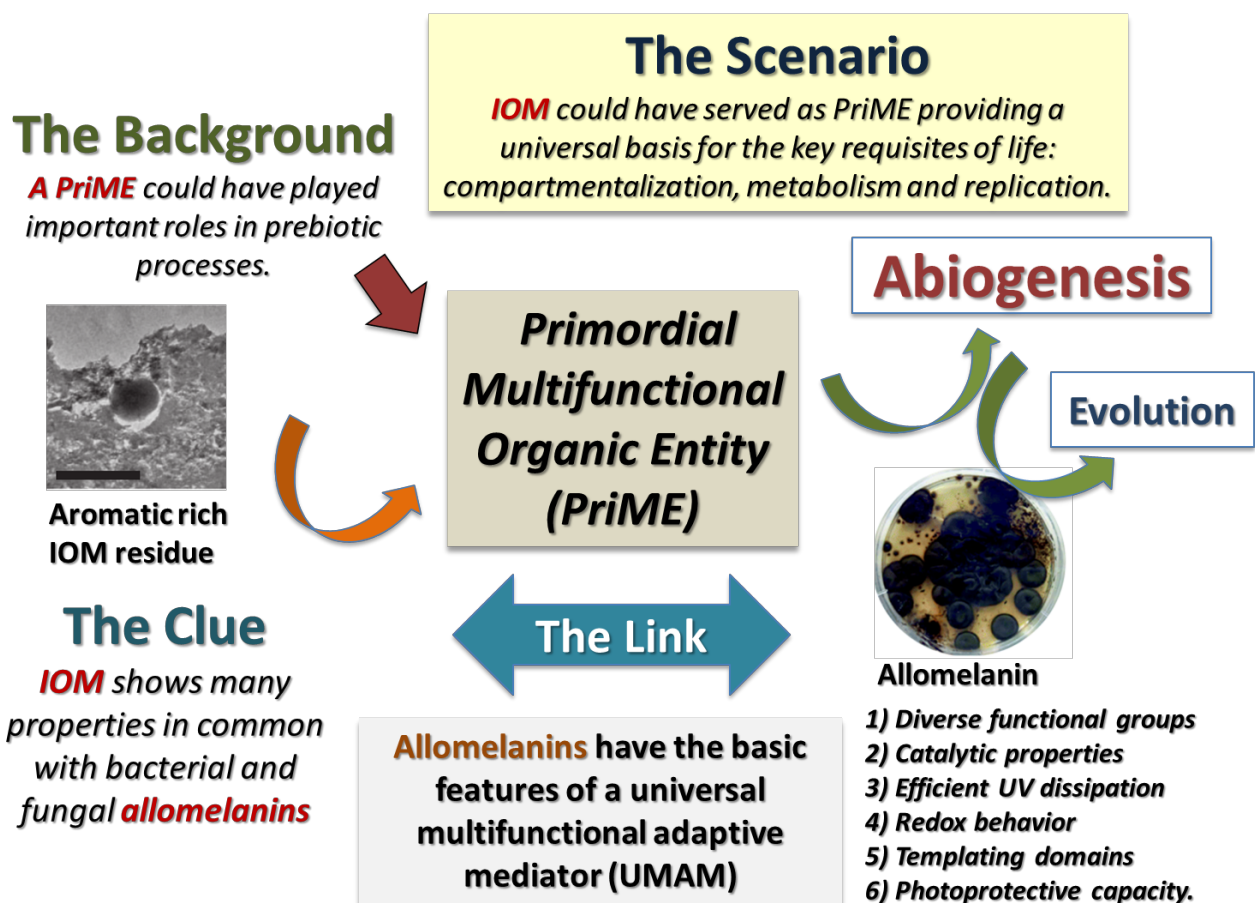 The Scenario
IOM could have served as PriME providing a
universal basis for the key requisites of life:
compartmentalization, metabolism and replication.
The Background
A PriME could have played
important roles in prebiotic
processes.
Abiogenesis
Primordial
Multifunctional
Organic Entity
(PriME)
Evolution
Aromatic rich
IOM residue
The Clue
IOM shows many
properties in common
with bacterial and
fungal allomelanins
The Link
Allomelanins have the basic
features of a universal
multifunctional adaptive
mediator (UMAM)
Allomelanin
1) Diverse functional groups
2) Catalytic properties
3) Efficient UV dissipation
4) Redox behavior
5) Templating domains
6) Photoprotective capacity.